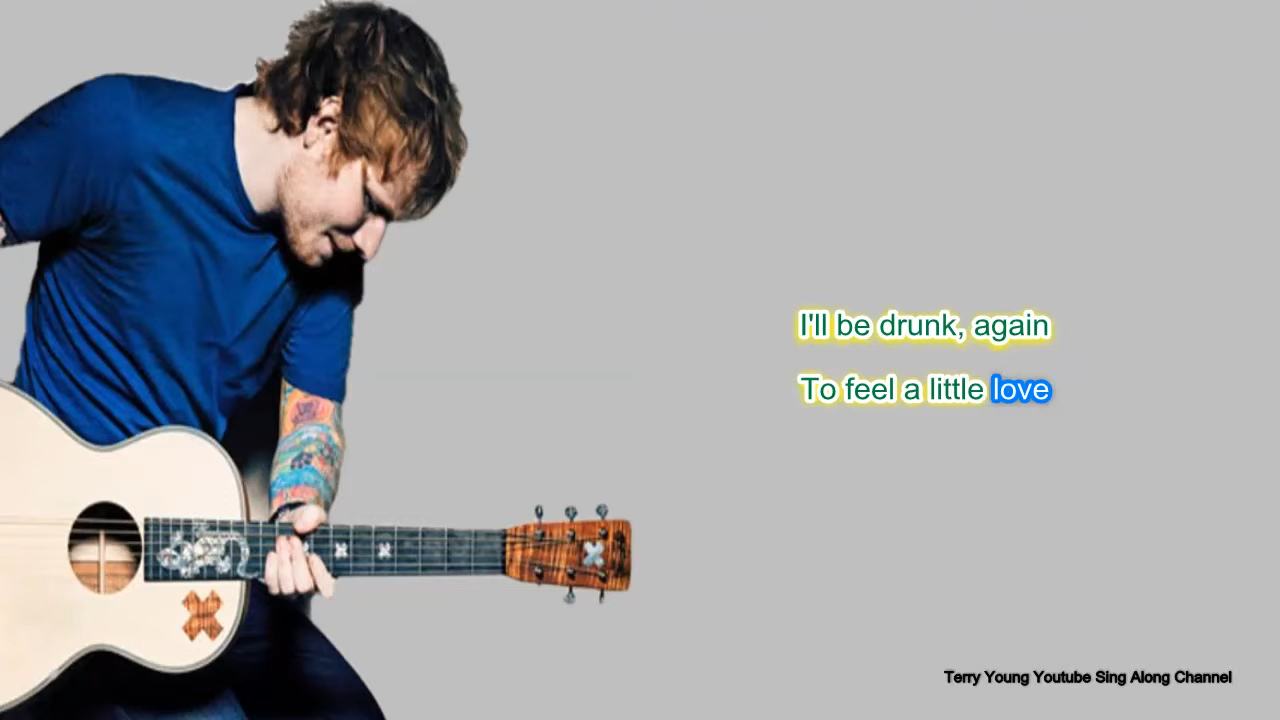 I'll be drunk, again
To feel a little love
Terry Young Youtube Sing Along Channel